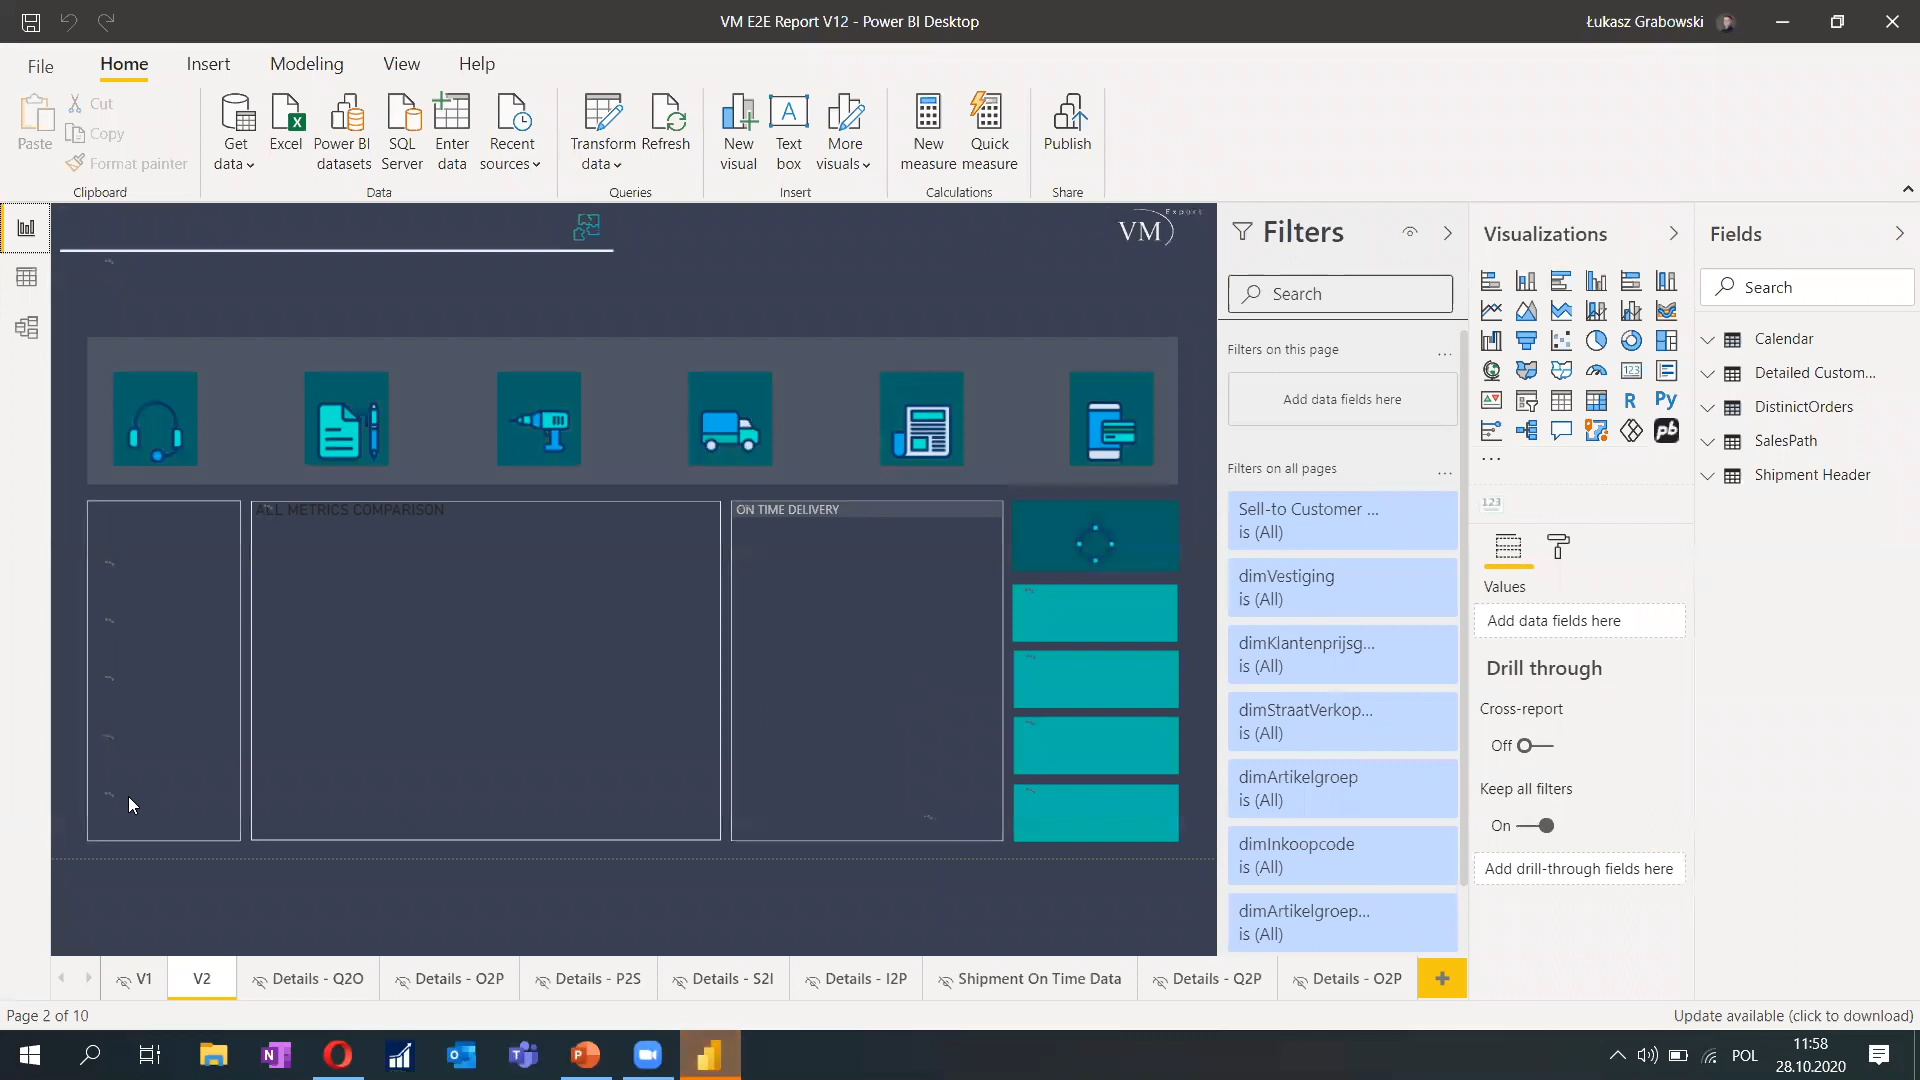 VM E2E Report V12 - Power BI Desktop
Łukasz Grabowski
File
Home
Insert
Modeling
View
Help
Paste
Cut
Copy
Format painter
Clipboard
Get data
Excel
Power BI datasets
SQL Server
Enter data
Recent sources
Data
Transform data
Refresh
Queries
New visual
Text box
More visuals
Insert
New measure
Quick measure
Calculations
Publish
Share
VM
Export
ALL METRICS COMPARISON
ON TIME DELIVERY
Filters
Search
Filters on this page
...
Add data fields here
Filters on all pages
...
Sell-to Customer ...
is (All)
dimVestiging
is (All)
dimKlantenprijsg...
is (All)
dimStraatVerkop...
is (All)
dimArtikelgroep
is (All)
dimInkoopcode
is (All)
dimArtikelgroep...
is (All)
Visualizations
123
R
Py
pb
...
123
Values
Add data fields here
Drill through
Cross-report
Off
Keep all filters
On
Add drill-through fields here
Fields
Search
Calendar
Detailed Custom...
DistinictOrders
SalesPath
Shipment Header
V1
V2
Details - Q2O
Details - O2P
Details - P2S
Details - S2I
Details - I2P
Shipment On Time Data
Details - Q2P
Details - O2P
+
Page 2 of 10
Update available (click to download)
POL
11:58
28.10.2020